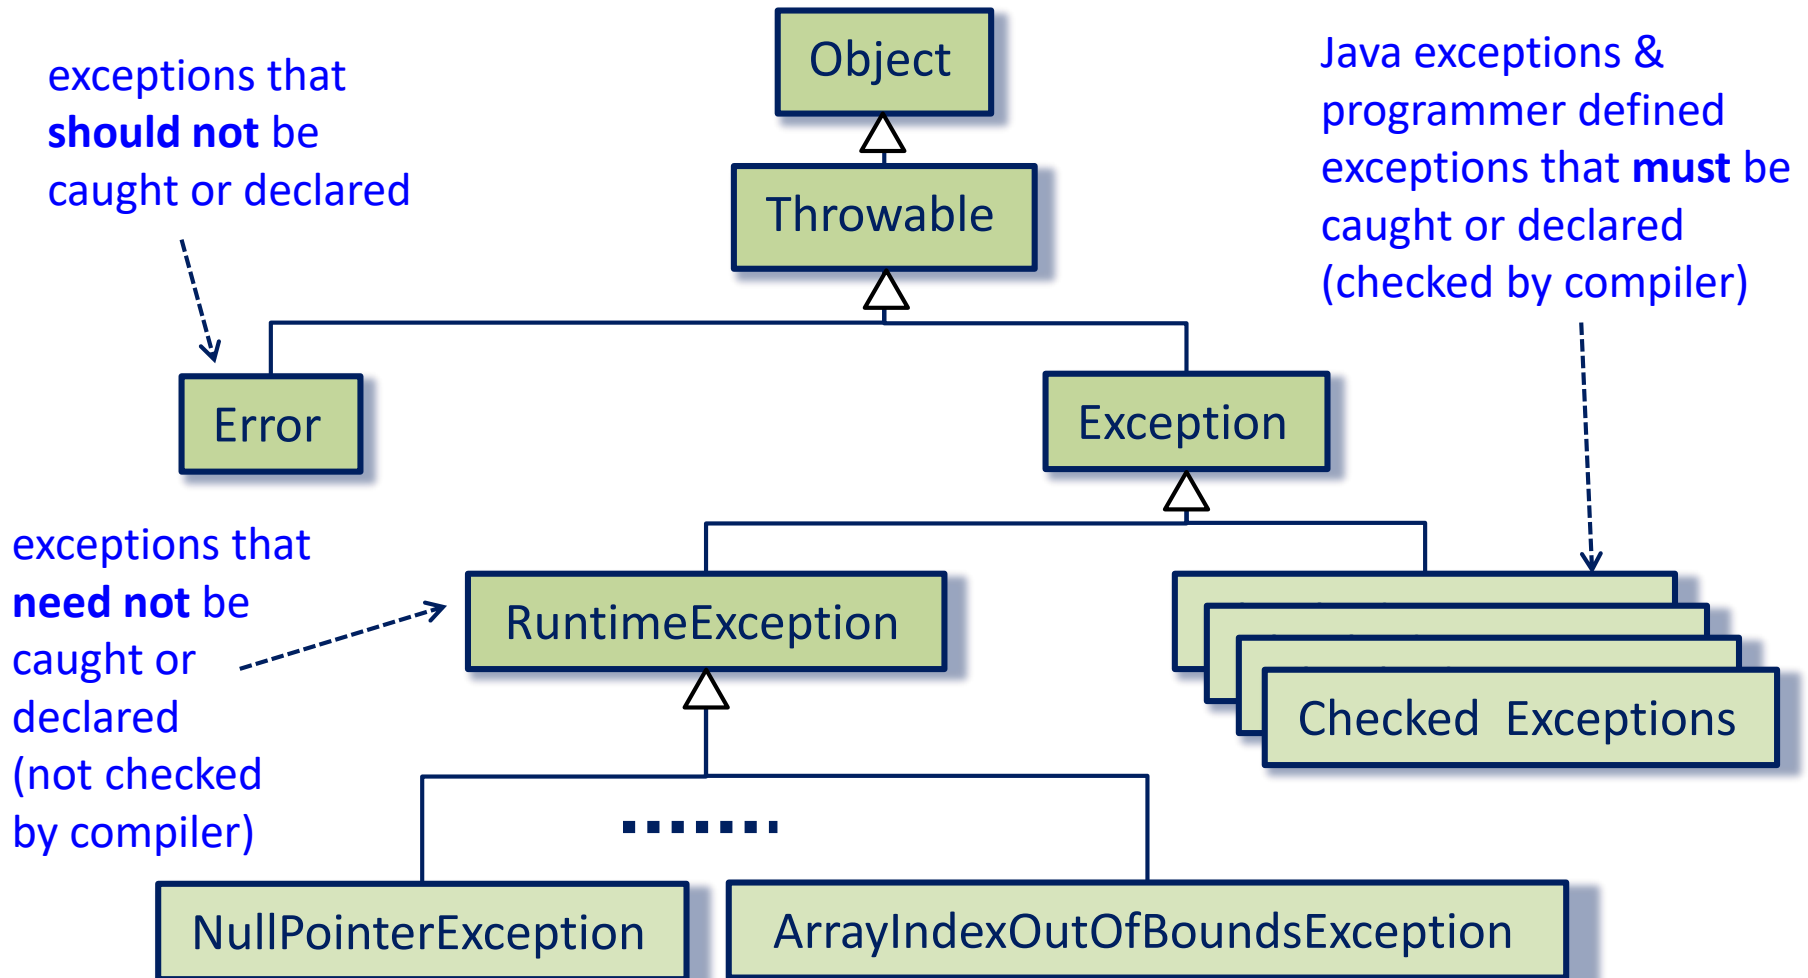 Object
exceptions that
should not be
caught or declared
Java exceptions &
programmer defined
exceptions that must be
caught or declared
(checked by compiler)
Throwable
Error
Exception
exceptions that
need not be
caught or
declared
(not checked
by compiler)
RuntimeException
Checked Exceptions
NullPointerException
ArrayIndexOutOfBoundsException